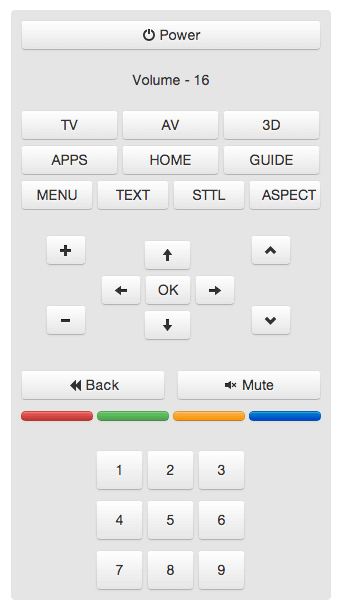 Power
Volume - 16
TV AV 3D
APPS HOME GUIDE
MENU TEXT STTL ASPECT
+
OK
−
Back Mute
1 2 3
4 5 6
7 8 9